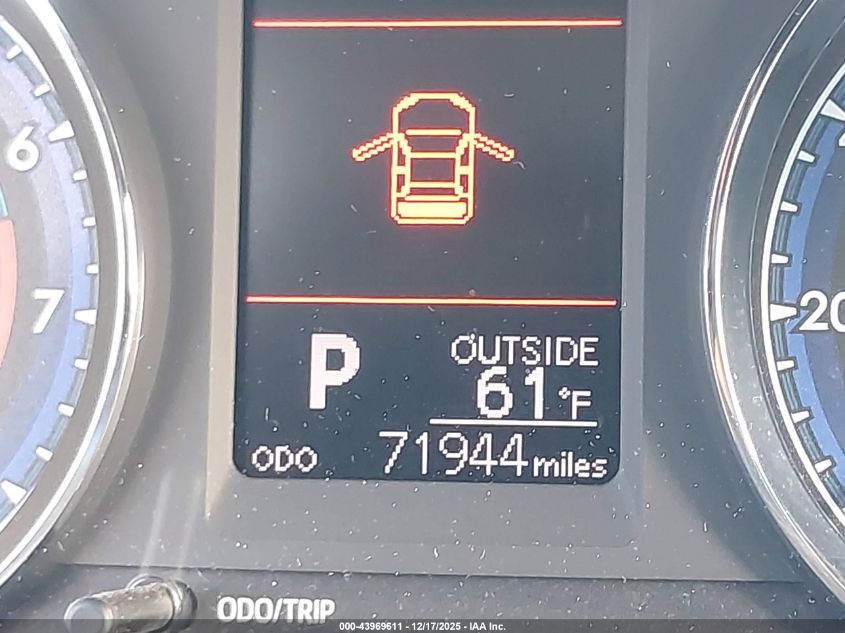 6
7
20
P
OUTSIDE
61°F
ODO 71944 miles
ODO/TRIP
000-43969611 - 12/17/2025 - IAA Inc.